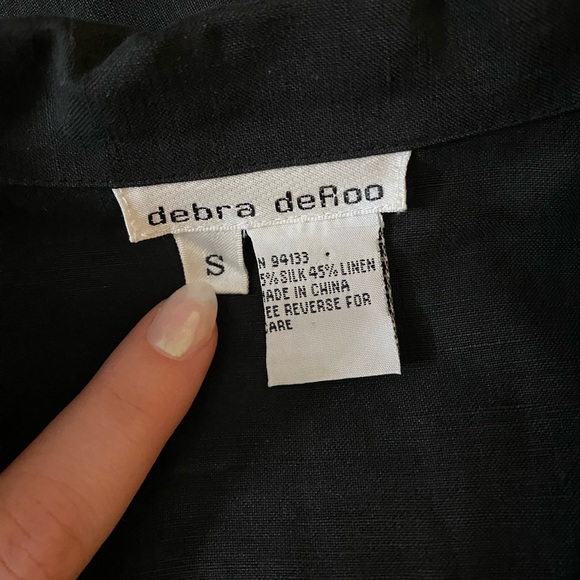 debra deRoo
S
N 94133
5% SILK 45% LINEN
ADE IN CHINA
EE REVERSE FOR
ARE